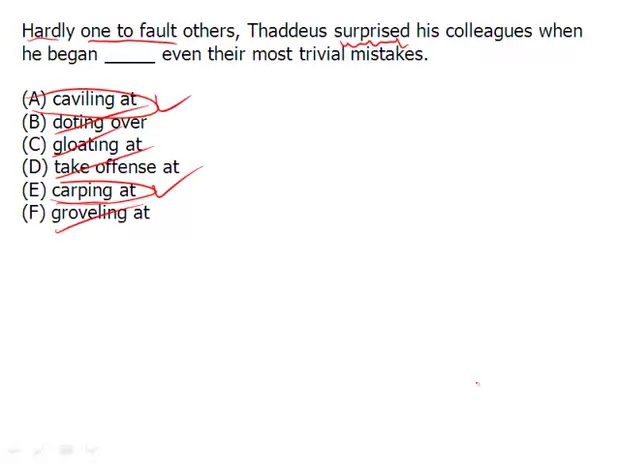 Hardly one to fault others, Thaddeus surprised his colleagues when
he began _____ even their most trivial mistakes.
(A) caviling at
(B) doting over
(C) gloating at
(D) take offense at
(E) carping at
(F) groveling at